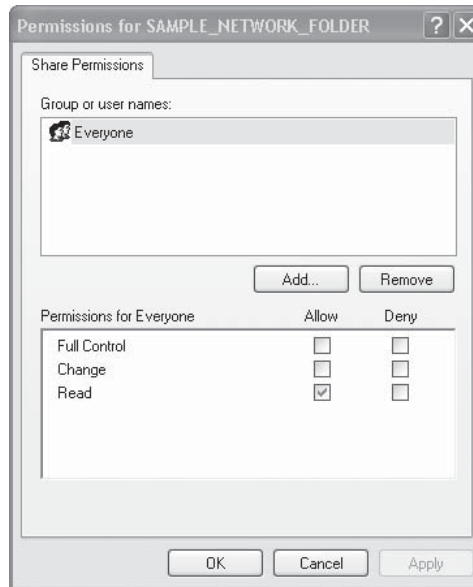 Permissions for SAMPLE_NETWORK_FOLDER
Share Permissions
Group or user names:
Everyone
Add... Remove
Permissions for Everyone Allow Deny
Full Control
Change
Read
OK Cancel Apply